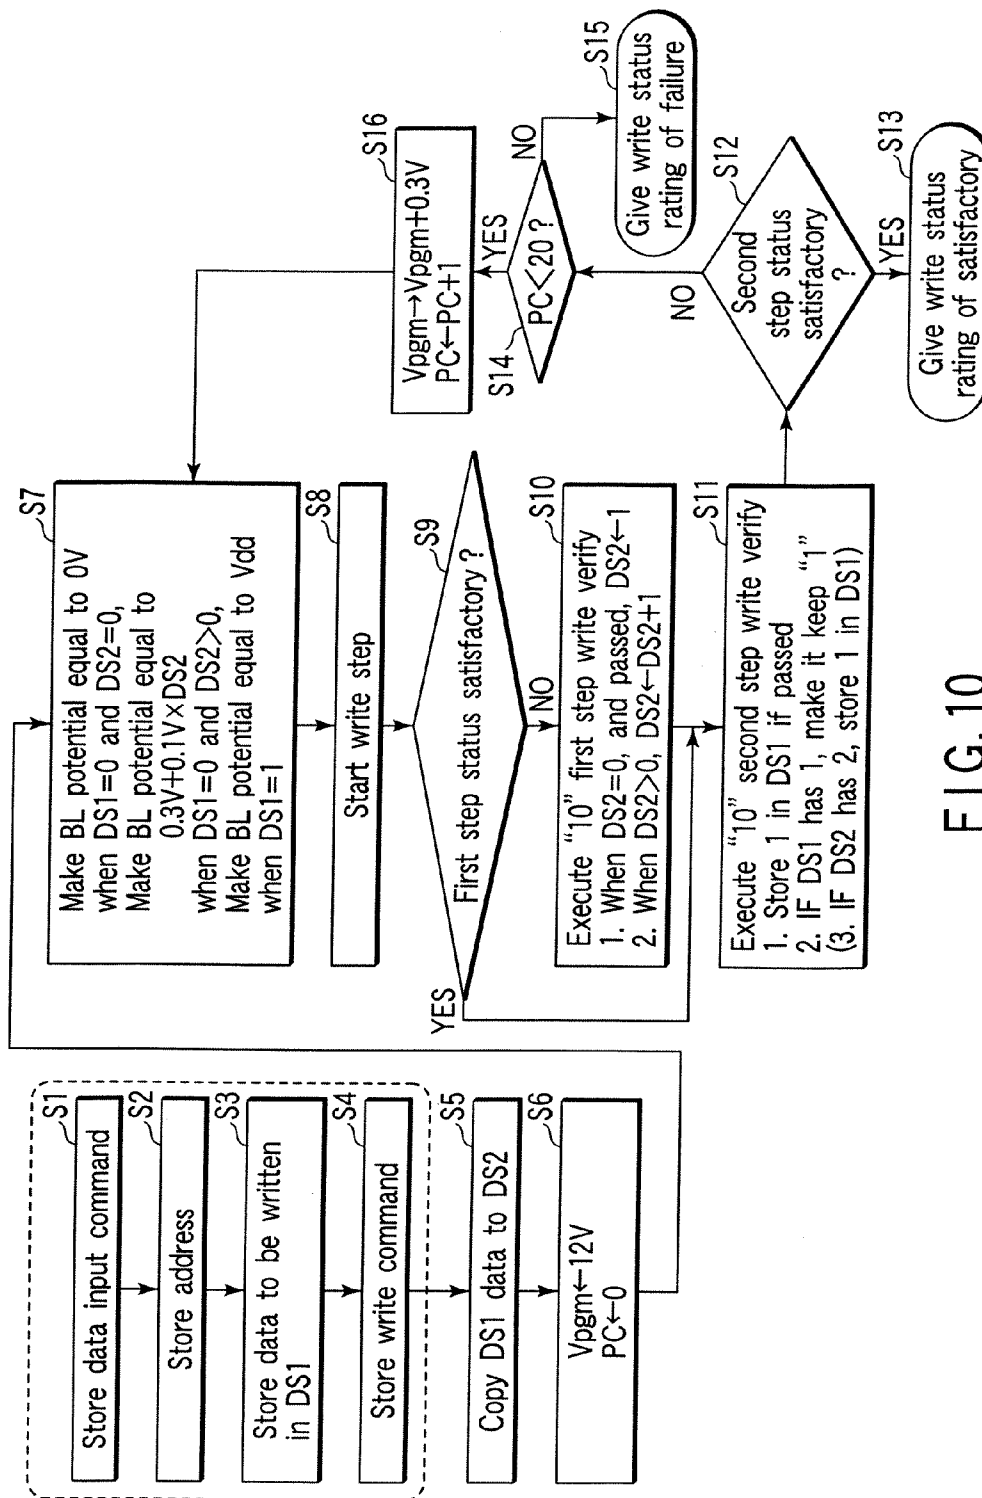 S1
Store data input command
S2
Store address
S3
Store data to be written
in DS1
S4
Store write command
S5
Copy DS1 data to DS2
S6
Vpgm←12V
PC←0
S7
Make BL potential equal to 0V
when DS1=0 and DS2=0,
Make BL potential equal to
0.3V+0.1V×DS2
when DS1=0 and DS2>0,
Make BL potential equal to Vdd
when DS1=1
S8
Start write step
S9
First step status satisfactory ?
YES
NO
S10
Execute “10” first step write verify
1. When DS2=0, and passed, DS2←1
2. When DS2>0, DS2←DS2+1
S11
Execute “10” second step write verify
1. Store 1 in DS1 if passed
2. IF DS1 has 1, make it keep “1”
(3. IF DS2 has 2, store 1 in DS1)
S12
Second
step status
satisfactory
?
NO
YES
S13
Give write status
rating of satisfactory
S14
PC<20 ?
YES
NO
S15
Give write status
rating of failure
S16
Vpgm→Vpgm+0.3V
PC←PC+1
FIG. 10